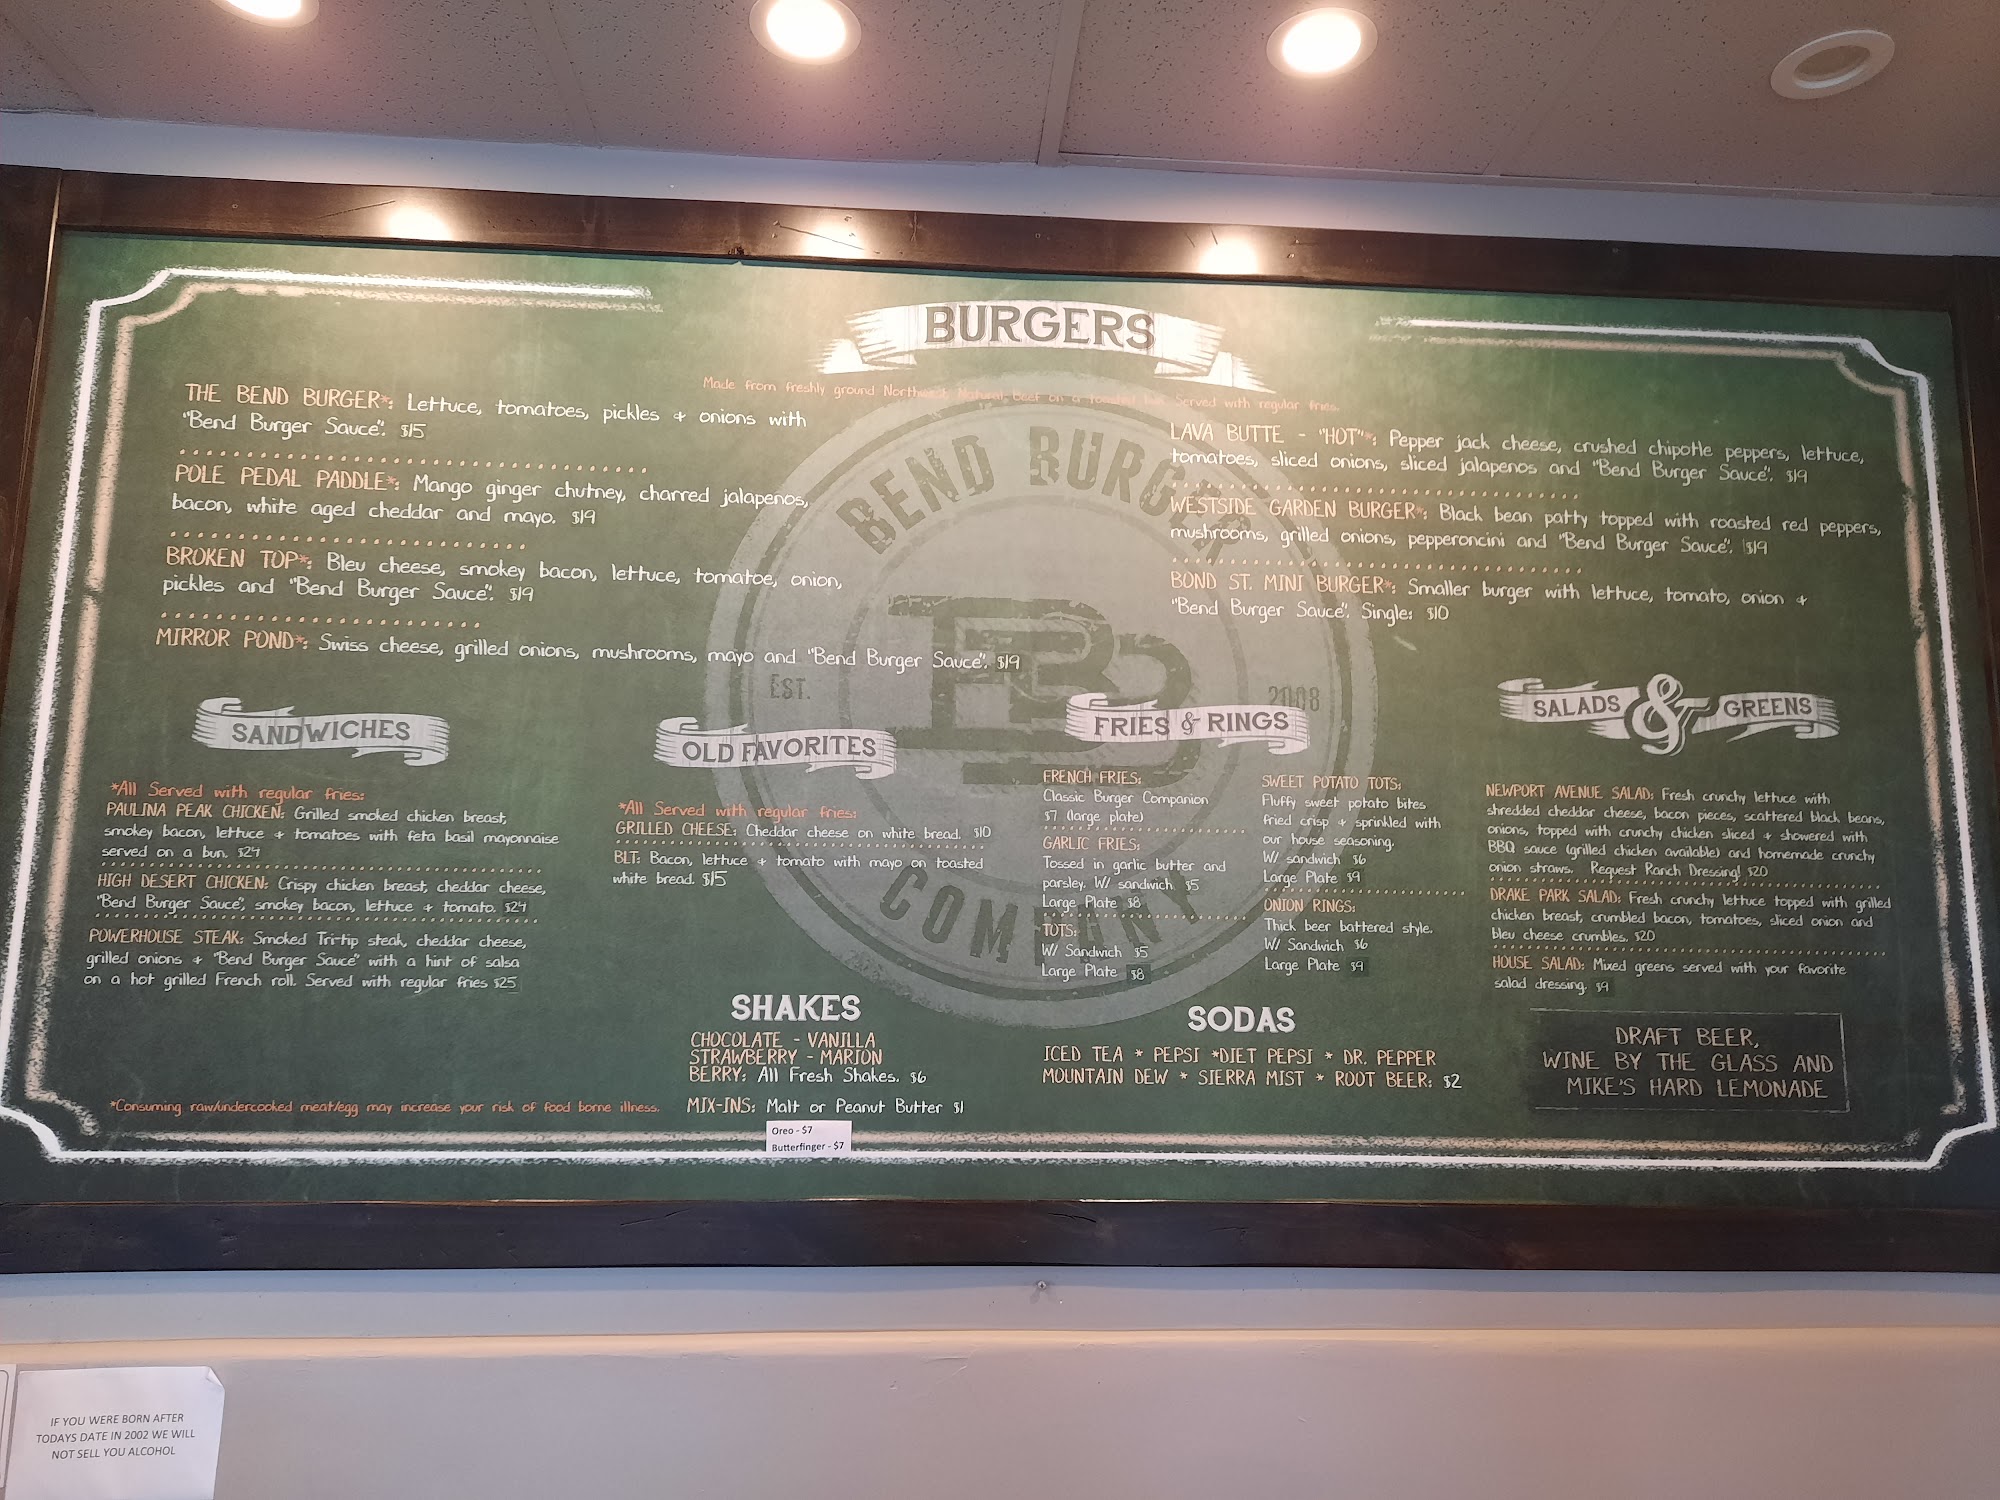 BURGERS
Made from freshly ground Northwest Natural beef on a toasted bun. Served with regular fries.
THE BEND BURGER*: Lettuce, tomatoes, pickles + onions with
"Bend Burger Sauce". $15
POLE PEDAL PADDLE*: Mango ginger chutney, charred jalapenos,
bacon, white aged cheddar and mayo. $19
BROKEN TOP*: Bleu cheese, smokey bacon, lettuce, tomatoe, onion,
pickles and "Bend Burger Sauce". $19
MIRROR POND*: Swiss cheese, grilled onions, mushrooms, mayo and "Bend Burger Sauce". $19
LAVA BUTTE - "HOT"*: Pepper jack cheese, crushed chipotle peppers, lettuce,
tomatoes, sliced onions, sliced jalapenos and "Bend Burger Sauce". $19
WESTSIDE GARDEN BURGER*: Black bean patty topped with roasted red peppers,
mushrooms, grilled onions, pepperoncini and "Bend Burger Sauce". $19
BOND ST. MINI BURGER*: Smaller burger with lettuce, tomato, onion +
"Bend Burger Sauce". Single: $10
BEND BURGER
EST. 2008
COMPANY
SANDWICHES
*All Served with regular fries:
PAULINA PEAK CHICKEN: Grilled smoked chicken breast,
smokey bacon, lettuce + tomatoes with feta basil mayonnaise
served on a bun. $24
HIGH DESERT CHICKEN: Crispy chicken breast, cheddar cheese,
"Bend Burger Sauce", smokey bacon, lettuce + tomato. $24
POWERHOUSE STEAK: Smoked Tri-tip steak, cheddar cheese,
grilled onions + "Bend Burger Sauce" with a hint of salsa
on a hot grilled French roll. Served with regular fries $25
*Consuming raw/undercooked meat/egg may increase your risk of food borne illness.
OLD FAVORITES
*All Served with regular fries:
GRILLED CHEESE: Cheddar cheese on white bread. $10
BLT: Bacon, lettuce + tomato with mayo on toasted
white bread. $15
SHAKES
CHOCOLATE - VANILLA
STRAWBERRY - MARION
BERRY: All Fresh Shakes. $6
MIX-INS: Malt or Peanut Butter $1
Oreo - $7
Butterfinger - $7
FRIES & RINGS
FRENCH FRIES:
Classic Burger Companion
$7 (large plate)
GARLIC FRIES:
Tossed in garlic butter and
parsley. W/ sandwich $5
Large Plate $8
TOTS:
W/ Sandwich $5
Large Plate $8
SWEET POTATO TOTS:
Fluffy sweet potato bites
fried crisp + sprinkled with
our house seasoning.
W/ sandwich $6
Large Plate $9
ONION RINGS:
Thick beer battered style.
W/ Sandwich $6
Large Plate $9
SODAS
ICED TEA * PEPSI *DIET PEPSI * DR. PEPPER
MOUNTAIN DEW * SIERRA MIST * ROOT BEER: $2
SALADS & GREENS
NEWPORT AVENUE SALAD: Fresh crunchy lettuce with
shredded cheddar cheese, bacon pieces, scattered black beans,
onions, topped with crunchy chicken sliced + showered with
BBQ sauce (grilled chicken available) and homemade crunchy
onion straws. Request Ranch Dressing! $20
DRAKE PARK SALAD: Fresh crunchy lettuce topped with grilled
chicken breast, crumbled bacon, tomatoes, sliced onion and
bleu cheese crumbles. $20
HOUSE SALAD: Mixed greens served with your favorite
salad dressing. $9
DRAFT BEER,
WINE BY THE GLASS AND
MIKE'S HARD LEMONADE
IF YOU WERE BORN AFTER
TODAYS DATE IN 2002 WE WILL
NOT SELL YOU ALCOHOL